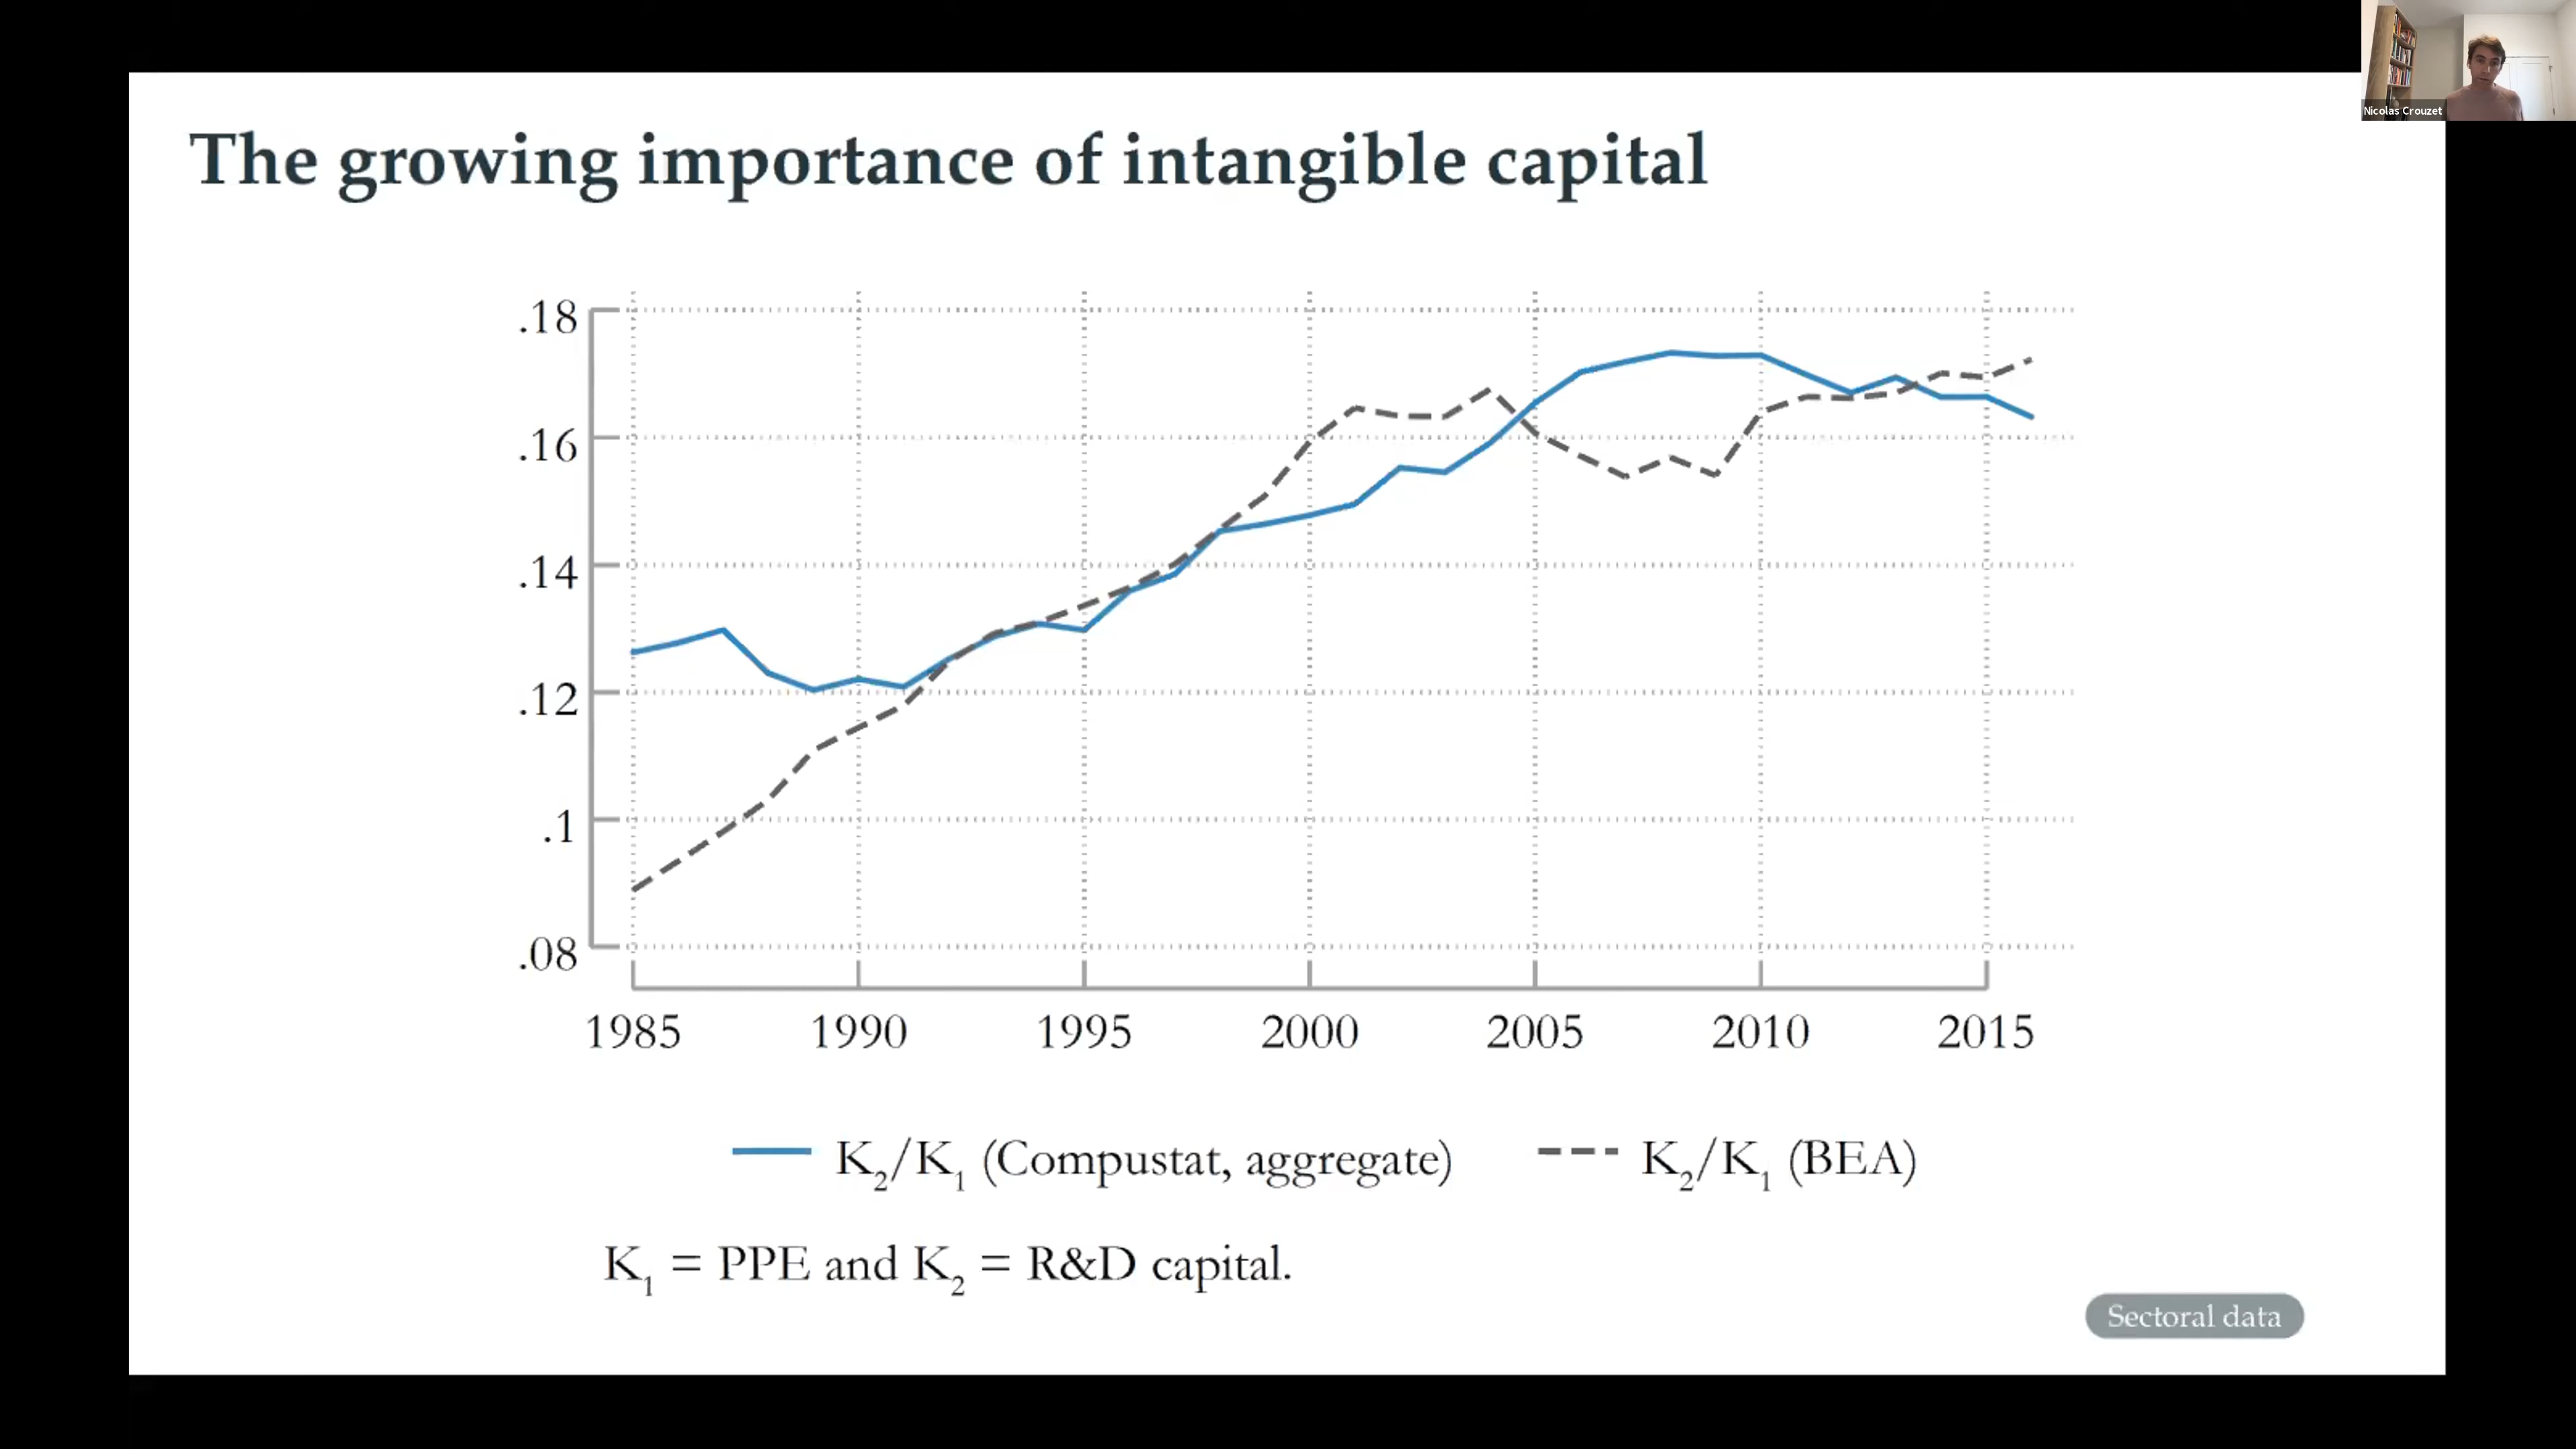 Nicolas Crouzet
The growing importance of intangible capital
.18
.16
.14
.12
.1
.08
1985 1990 1995 2000 2005 2010 2015
K₂/K₁ (Compustat, aggregate) K₂/K₁ (BEA)
K₁ = PPE and K₂ = R&D capital.
Sectoral data